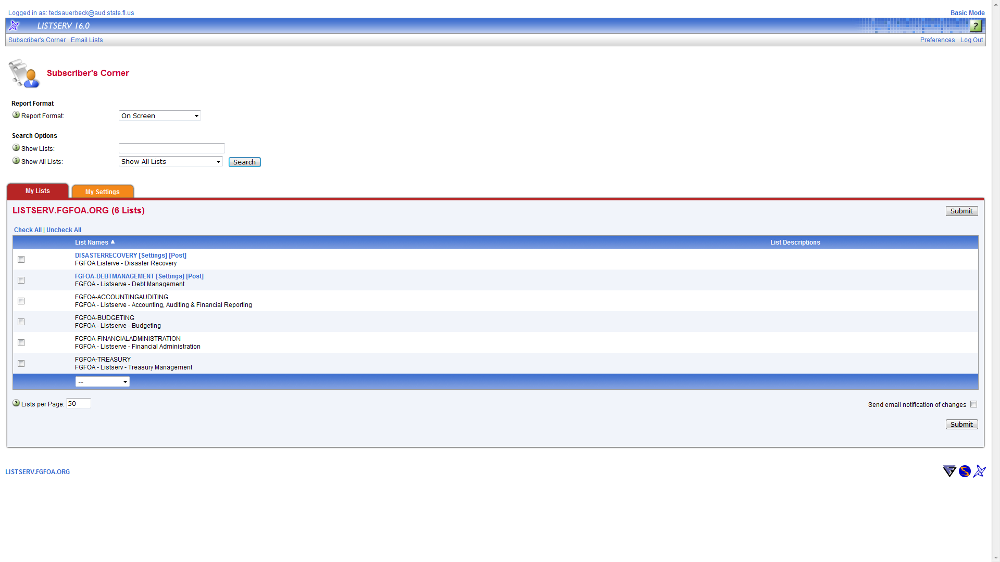 Logged in as: tedsauerbeck@aud.state.fl.us Basic Mode
LISTSERV 16.0 ?
Subscriber's Corner Email Lists Preferences Log Out
Subscriber's Corner
Report Format
? Report Format: On Screen
Search Options
? Show Lists:
? Show All Lists: Show All Lists Search
My Lists My Settings
LISTSERV.FGFOA.ORG (6 Lists) Submit
Check All | Uncheck All
List Names List Descriptions
DISASTERRECOVERY [Settings] [Post]
FGFOA Listerve - Disaster Recovery
FGFOA-DEBTMANAGEMENT [Settings] [Post]
FGFOA - Listserve - Debt Management
FGFOA-ACCOUNTINGAUDITING
FGFOA - Listserve - Accounting, Auditing & Financial Reporting
FGFOA-BUDGETING
FGFOA - Listserve - Budgeting
FGFOA-FINANCIALADMINISTRATION
FGFOA - Listserve - Financial Administration
FGFOA-TREASURY
FGFOA - Listserv - Treasury Management
--
? Lists per Page: 50 Send email notification of changes
Submit
LISTSERV.FGFOA.ORG